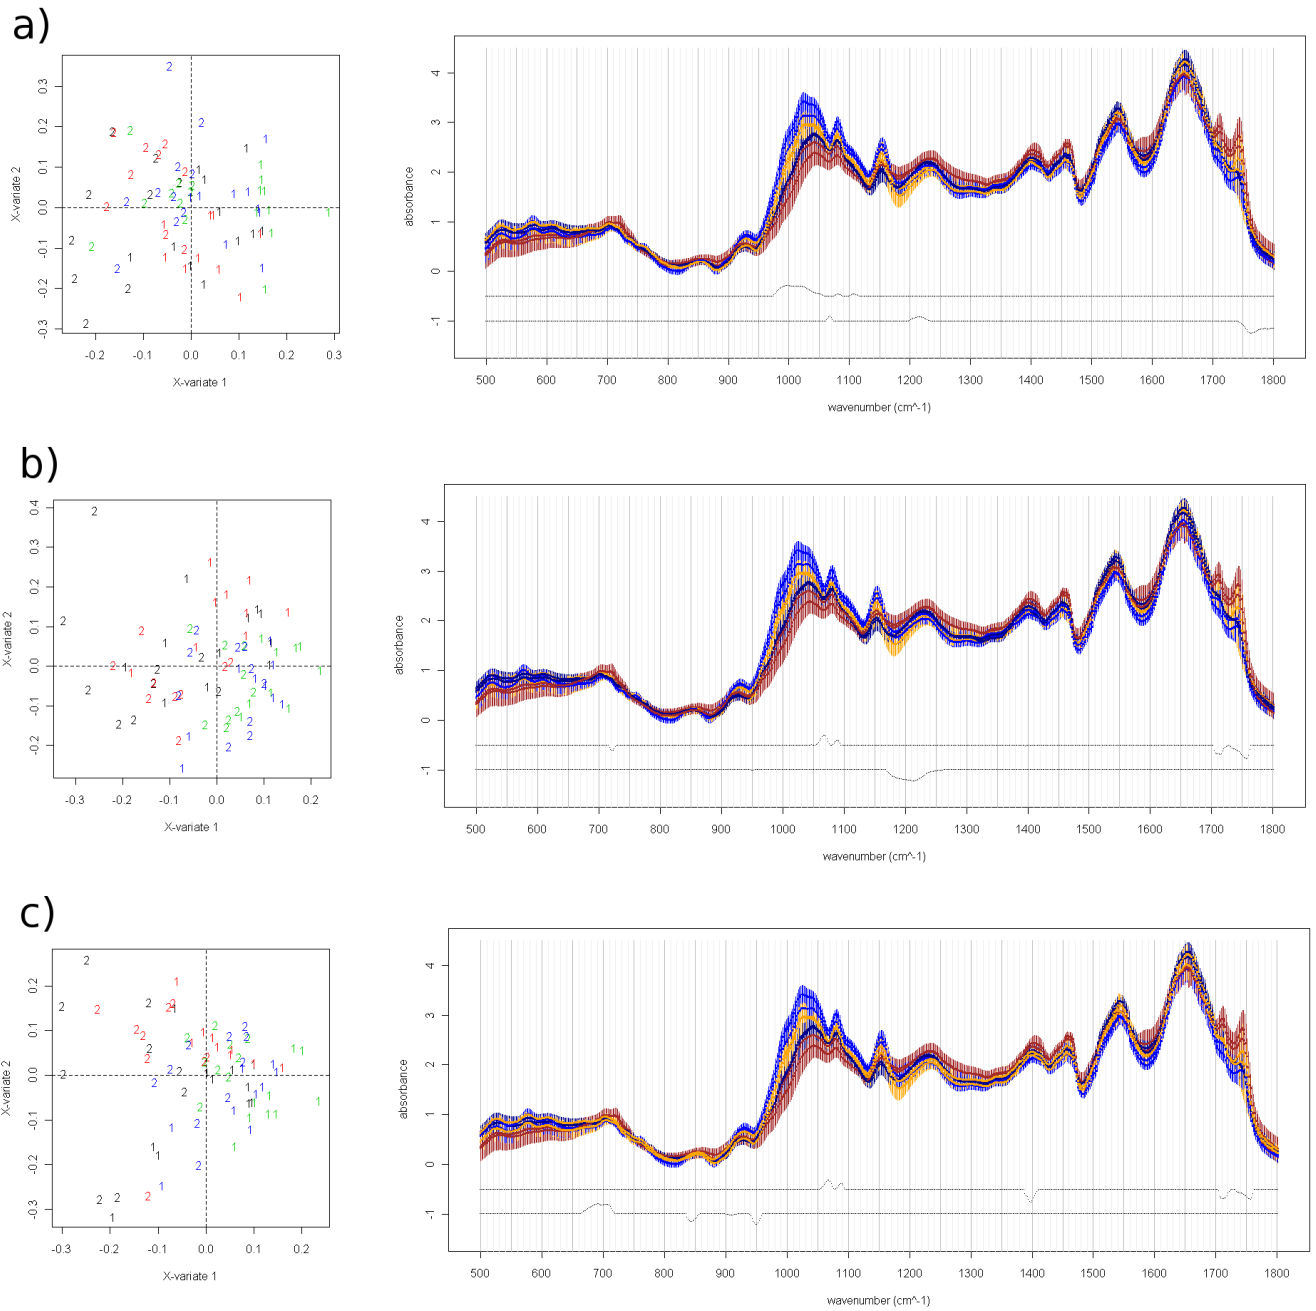 a)
X-variate 2
-0.3 -0.2 -0.1 0.0 0.1 0.2 0.3
-0.2 -0.1 0.0 0.1 0.2 0.3
X-variate 1
absorbance
-1 0 1 2 3 4
500 600 700 800 900 1000 1100 1200 1300 1400 1500 1600 1700 1800
wavenumber (cm^-1)
b)
X-variate 2
-0.2 -0.1 0.0 0.1 0.2 0.3 0.4
-0.3 -0.2 -0.1 0.0 0.1 0.2
X-variate 1
absorbance
-1 0 1 2 3 4
500 600 700 800 900 1000 1100 1200 1300 1400 1500 1600 1700 1800
wavenumber (cm^-1)
c)
X-variate 2
-0.3 -0.2 -0.1 0.0 0.1 0.2
-0.3 -0.2 -0.1 0.0 0.1 0.2
X-variate 1
absorbance
-1 0 1 2 3 4
500 600 700 800 900 1000 1100 1200 1300 1400 1500 1600 1700 1800
wavenumber (cm^-1)